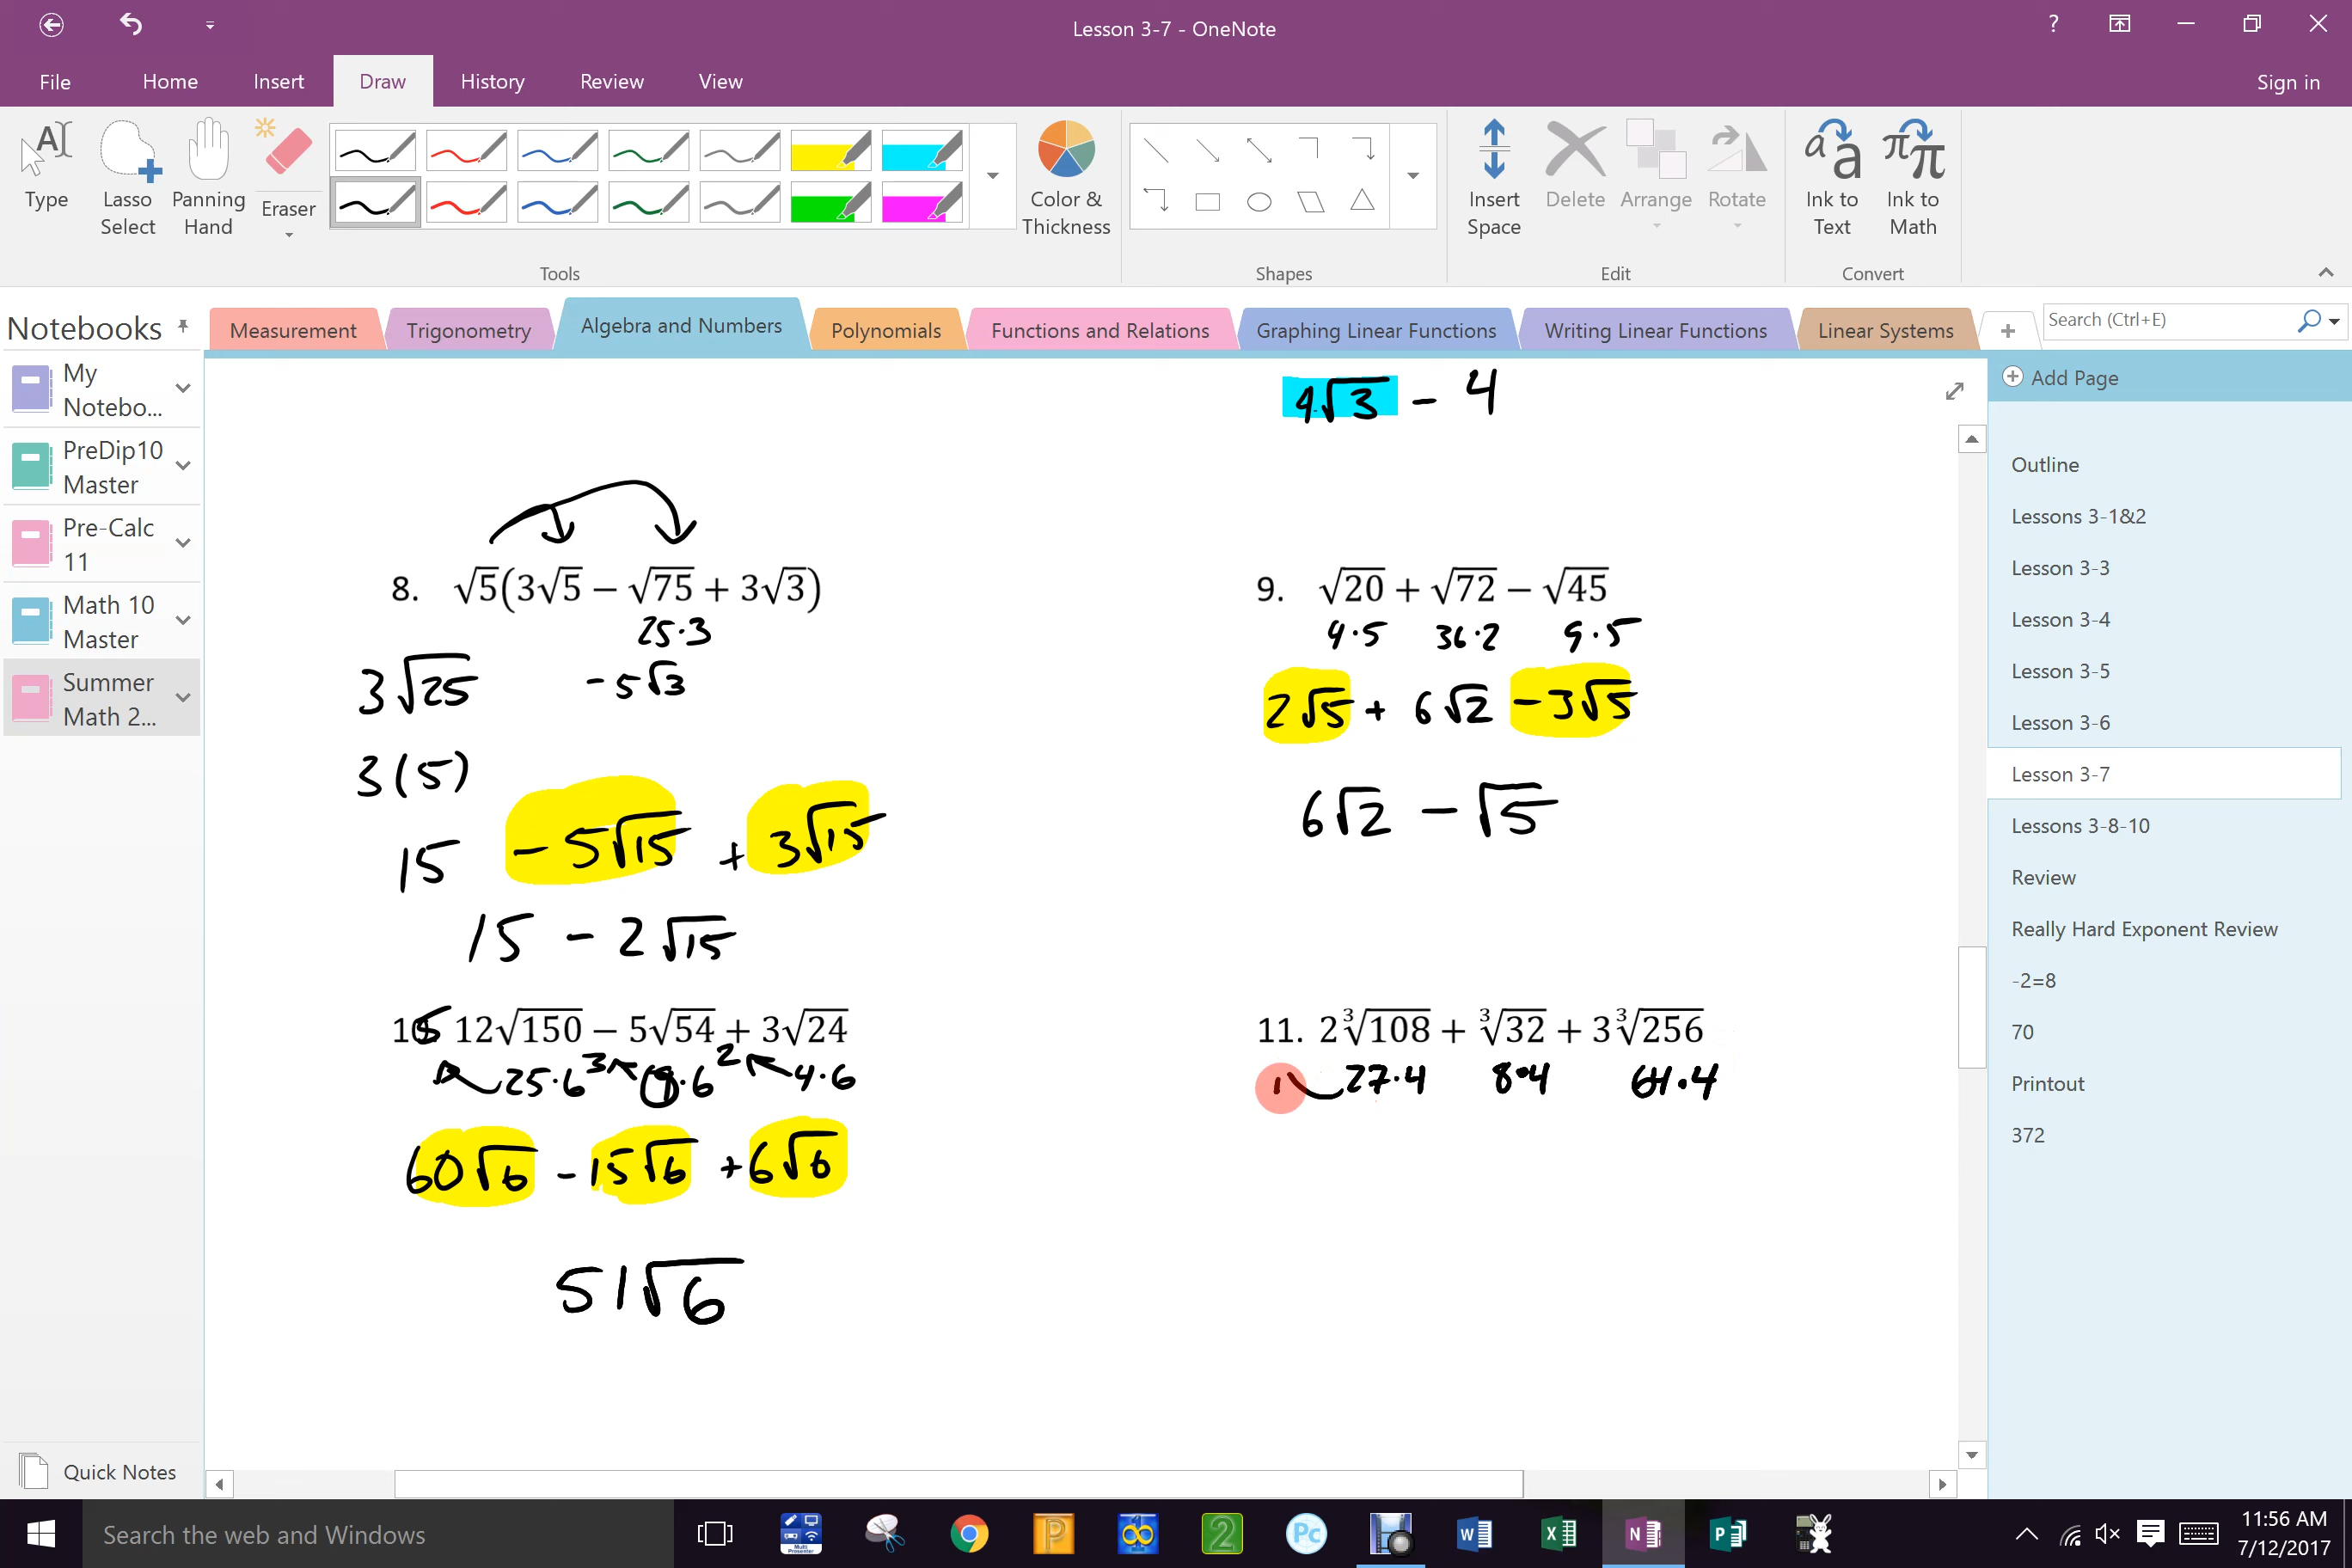 Lesson 3-7 - OneNote
?
File Home Insert Draw History Review View Sign in
Type
Lasso Select
Panning Hand
Eraser
Color & Thickness
Insert Space
Delete Arrange Rotate
Ink to Text
Ink to Math
Tools Shapes Edit Convert
Notebooks
Measurement Trigonometry Algebra and Numbers Polynomials Functions and Relations Graphing Linear Functions Writing Linear Functions Linear Systems + Search (Ctrl+E)
My Notebo...
PreDip10 Master
Pre-Calc 11
Math 10 Master
Summer Math 2...
Quick Notes
4√3 - 4
8. √5(3√5 − √75 + 3√3)
25·3
3√25 -5√3
3(5)
15 -5√15 + 3√15
15 - 2√15
9. √20 + √72 − √45
4·5 36·2 9·5
2√5 + 6√2 -3√5
6√2 - √5
10. 12√150 − 5√54 + 3√24
5 25·6 3 9·6 2 4·6
60√6 - 15√6 + 6√6
51√6
11. 2∛108 + ∛32 + 3∛256
27·4 8·4 64·4
Add Page
Outline
Lessons 3-1&2
Lesson 3-3
Lesson 3-4
Lesson 3-5
Lesson 3-6
Lesson 3-7
Lessons 3-8-10
Review
Really Hard Exponent Review
-2=8
70
Printout
372
Search the web and Windows
11:56 AM
7/12/2017